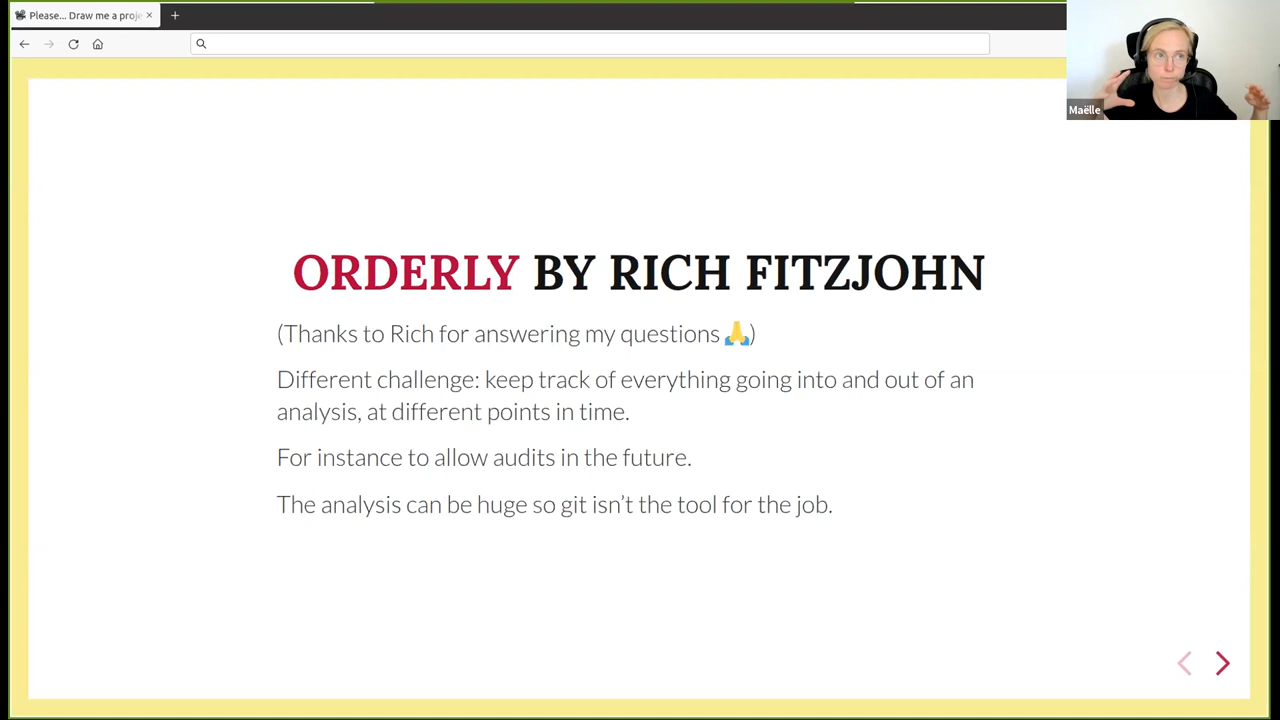 Please... Draw me a proje
Maëlle
ORDERLY BY RICH FITZJOHN
(Thanks to Rich for answering my questions 🙏)
Different challenge: keep track of everything going into and out of an
analysis, at different points in time.
For instance to allow audits in the future.
The analysis can be huge so git isn’t the tool for the job.